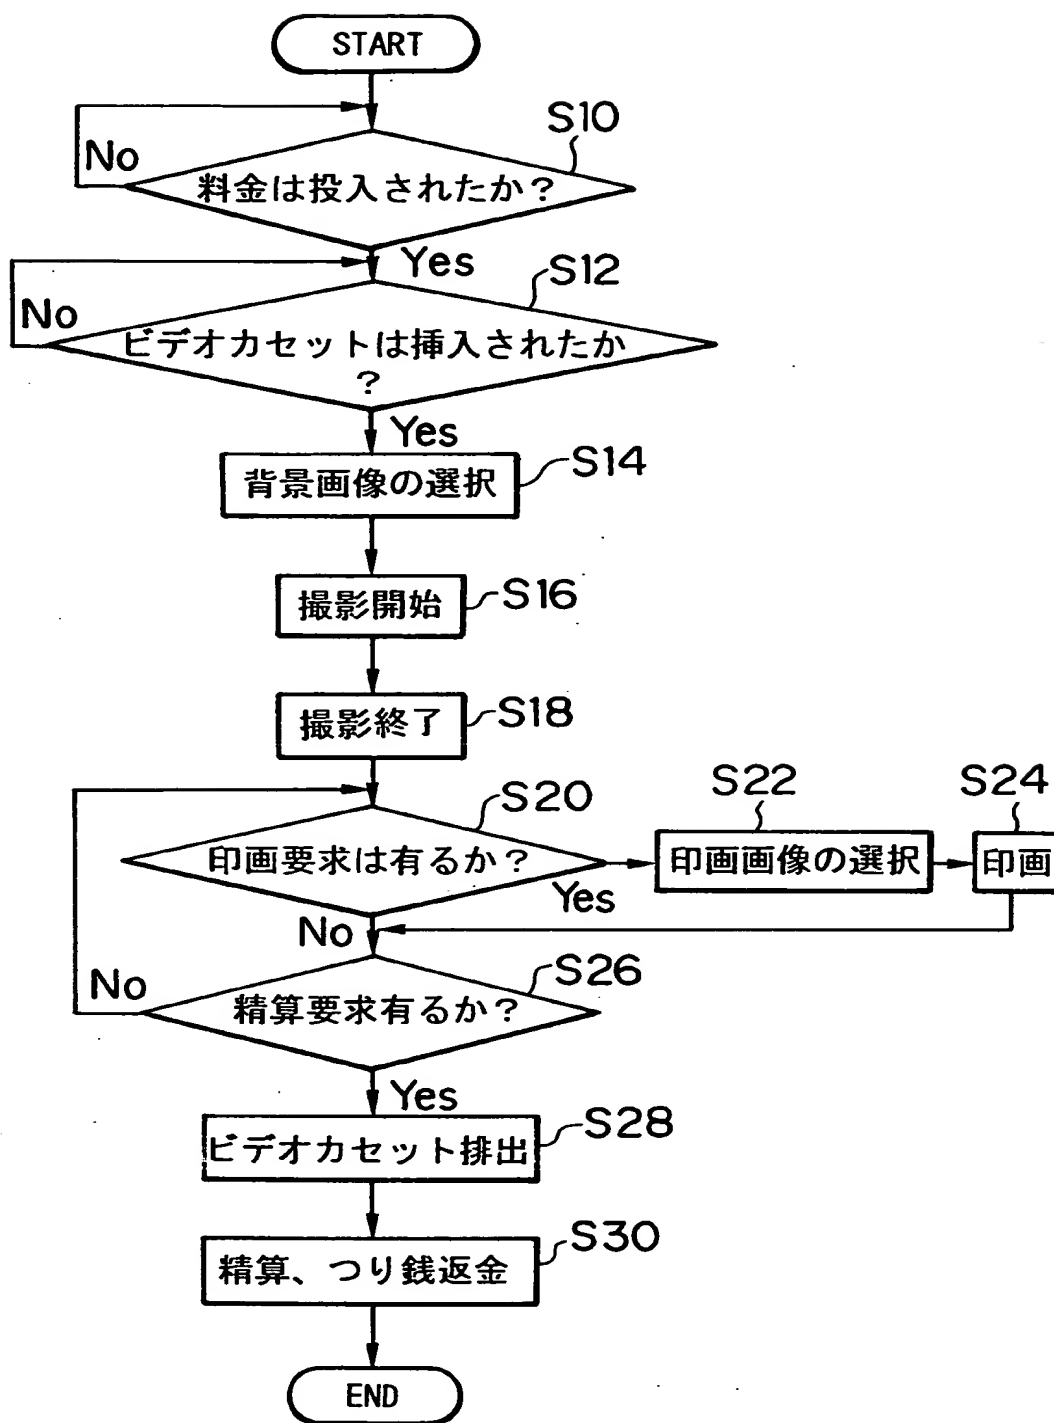 START
S10
No
料金は投入されたか？
Yes
S12
No
ビデオカセットは挿入されたか
？
Yes
S14
背景画像の選択
S16
撮影開始
S18
撮影終了
S20
S22
S24
印画要求は有るか？
印画画像の選択
印画
Yes
No
S26
No
精算要求有るか？
Yes
S28
ビデオカセット排出
S30
精算、つり銭返金
END